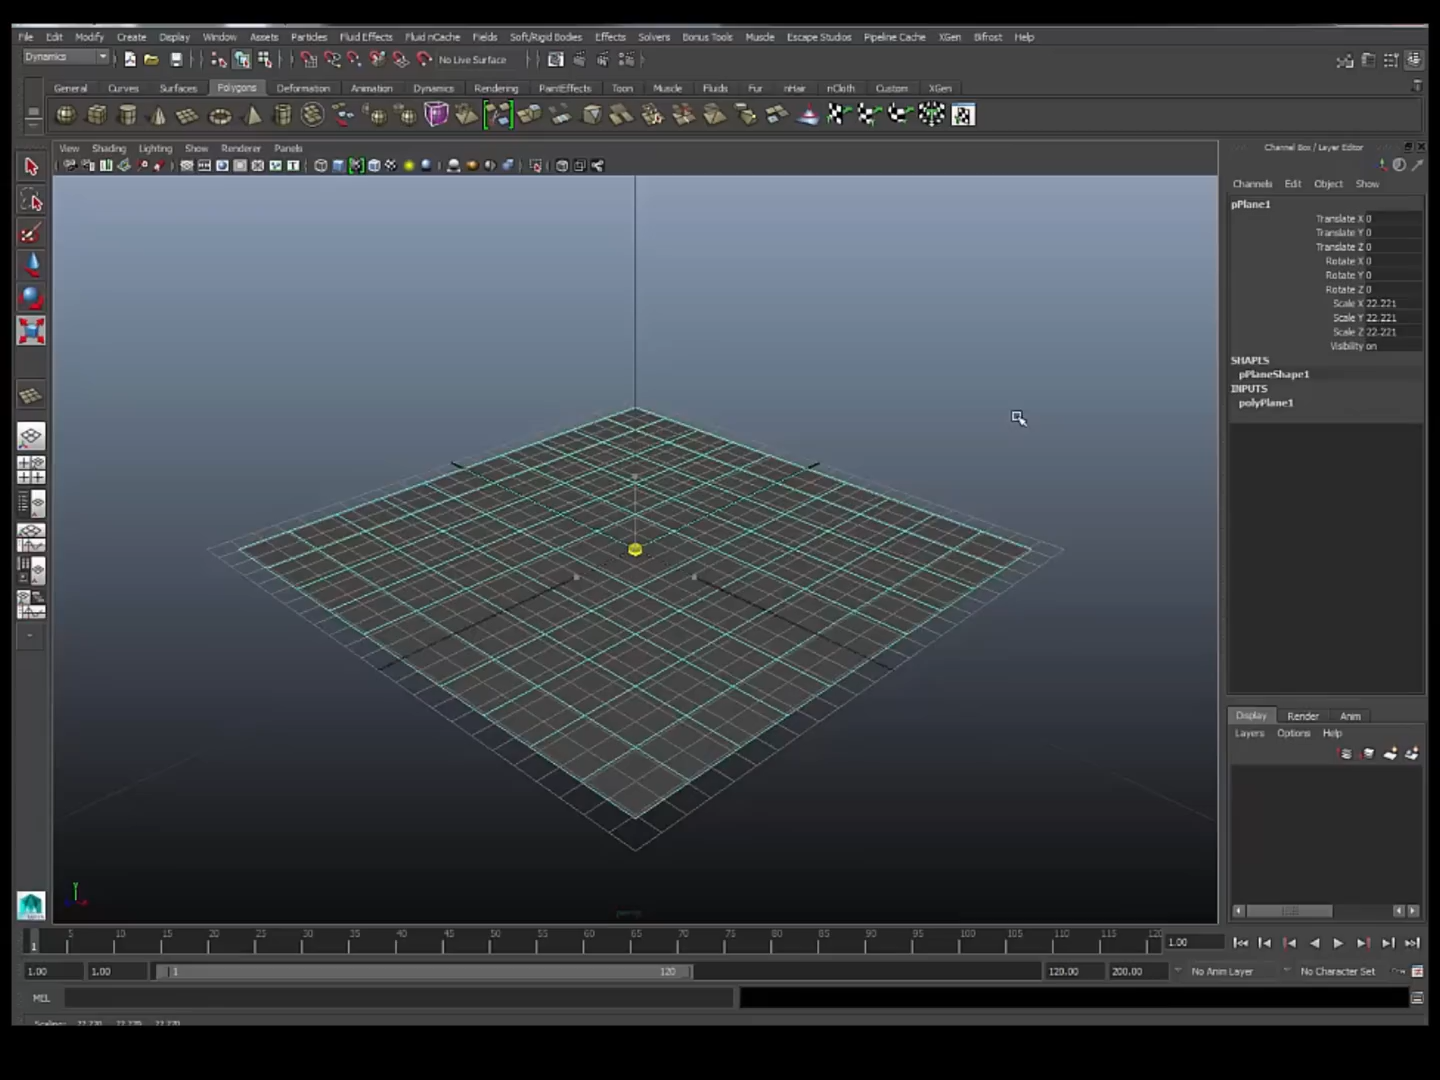 File Edit Modify Create Display Window Assets Particles Fluid Effects Fluid nCache Fields Soft/Rigid Bodies Effects Solvers Bonus Tools Muscle Escape Studios Pipeline Cache XGen Bifrost Help
Dynamics No Live Surface
General Curves Surfaces Polygons Deformation Animation Dynamics Rendering PaintEffects Toon Muscle Fluids Fur nHair nCloth Custom XGen
View Shading Lighting Show Renderer Panels
Channel Box / Layer Editor
Channels Edit Object Show
pPlane1
Translate X 0
Translate Y 0
Translate Z 0
Rotate X 0
Rotate Y 0
Rotate Z 0
Scale X 22.221
Scale Y 22.221
Scale Z 22.221
Visibility on
SHAPES
pPlaneShape1
INPUTS
polyPlane1
Display Render Anim
Layers Options Help
Y
persp
1 5 10 15 20 25 30 35 40 45 50 55 60 65 70 75 80 85 90 95 100 105 110 115 120 1.00
1.00 1.00 1 120 120.00 200.00 No Anim Layer No Character Set
MEL